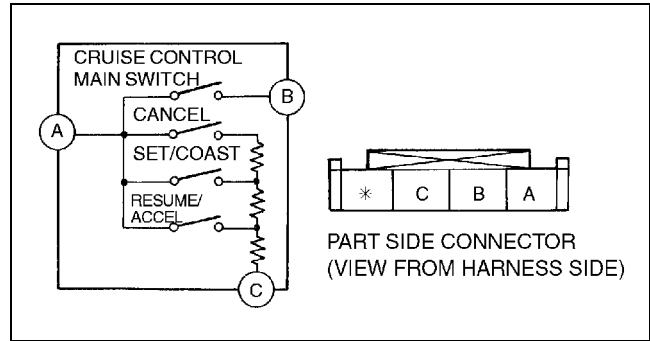 CRUISE CONTROL
MAIN SWITCH
B
CANCEL
A
SET/COAST
RESUME/
ACCEL
C
* C B A
PART SIDE CONNECTOR
(VIEW FROM HARNESS SIDE)